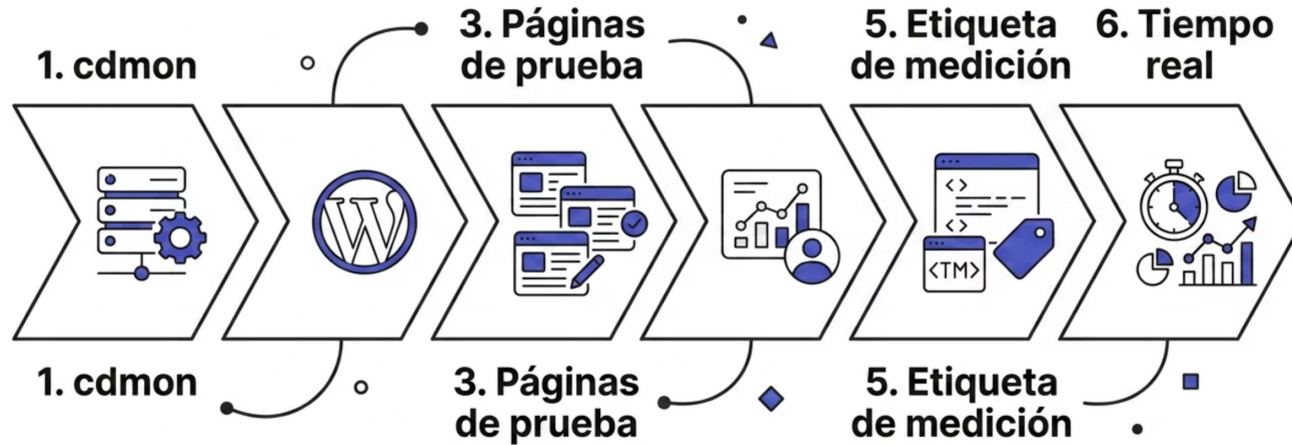 1. cdmon
3. Páginas
de prueba
5. Etiqueta
de medición
6. Tiempo
real
W
< >
< >
<TM>
1. cdmon
3. Páginas
de prueba
5. Etiqueta
de medición